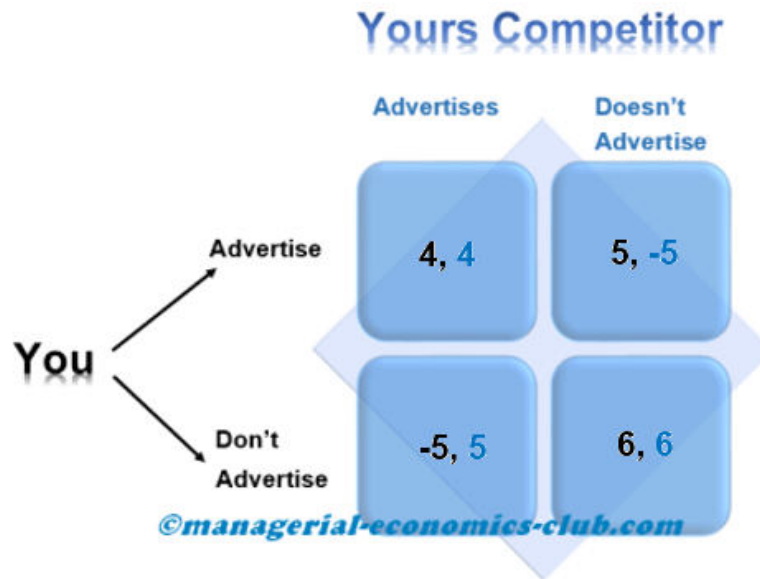 Yours Competitor
Advertises
Doesn't
Advertise
Advertise
4, 4
5, -5
You
Don't
Advertise
-5, 5
6, 6
©managerial-economics-club.com